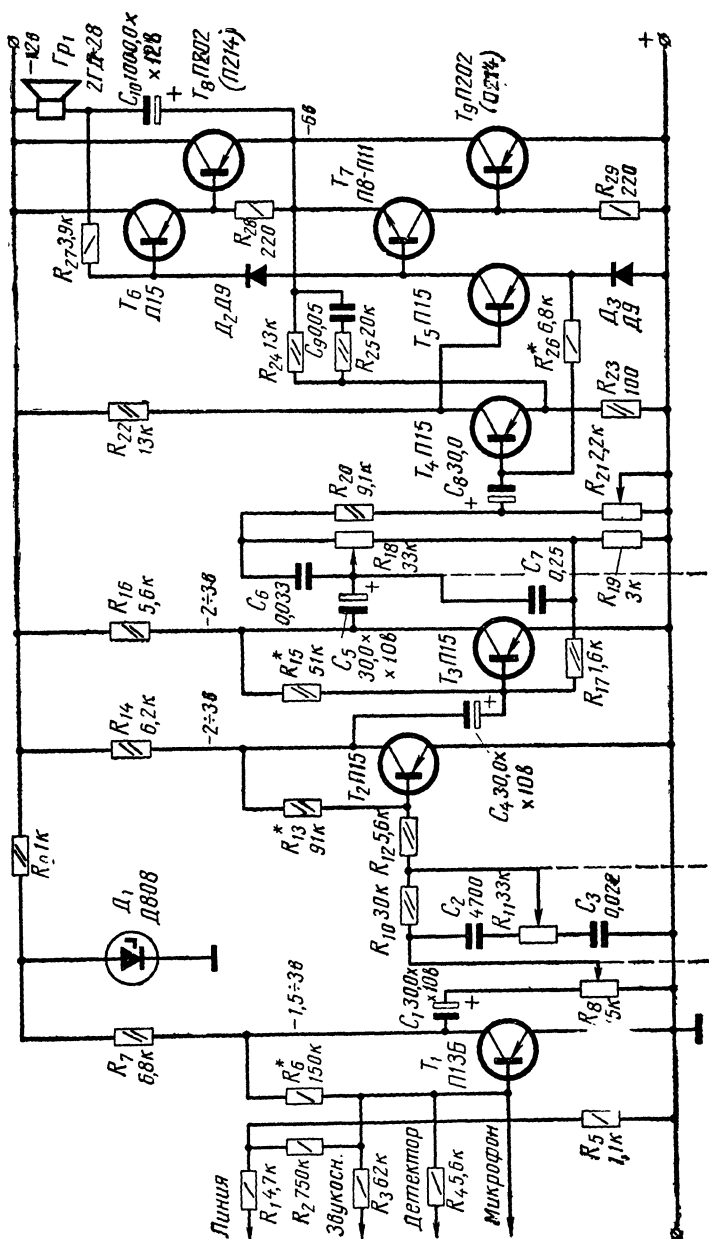 Линия
R₁ 4,7к
R₂ 750к
Звукосн.
R₃ 62к
Детектор
R₄ 5,6к
Микрофон
R₅
1,1к
R₇
6,8к
R₆*
150к
−1,5÷3в
T₁
П13Б
C₁ 30,0х
×10в
+
R₈
5к
Д₁
Д808
1к
R₁₀ 30к
C₂
4700
R₁₁ 33к
C₃
R₁₂ 5,6к
R₁₃*
91к
R₁₄
6,2к
−2÷3в
T₂ П15
C₄ 30,0х
×10в
+
R₁₆
5,6к
−2÷3в
R₁₅*
51к
C₅
30,0х
×10в
+
T₃ П15
R₁₇ 1,6к
C₆
0,033
R₁₈
33к
C₇
0,25
R₁₉
3к
R₂₀
9,1к
+
C₈ 30,0
R₂₁ 2,2к
R₂₂
13к
T₄ П15
R₂₃
100
R₂₄ 13к
C₉ 0,05
R₂₅ 20к
T₅ П15
R₂₆* 6,8к
Д₃
Д9
R₂₇ 3,9к
T₆
П15
Д₂ Д9
R₂₈
220
T₇
П8-П11
R₂₉
220
−12в
Гр₁
2ГД-28
C₁₀ 1000,0х
×12в
+
T₈ П202
(П214)
−6в
T₉ П202
(П214)
+